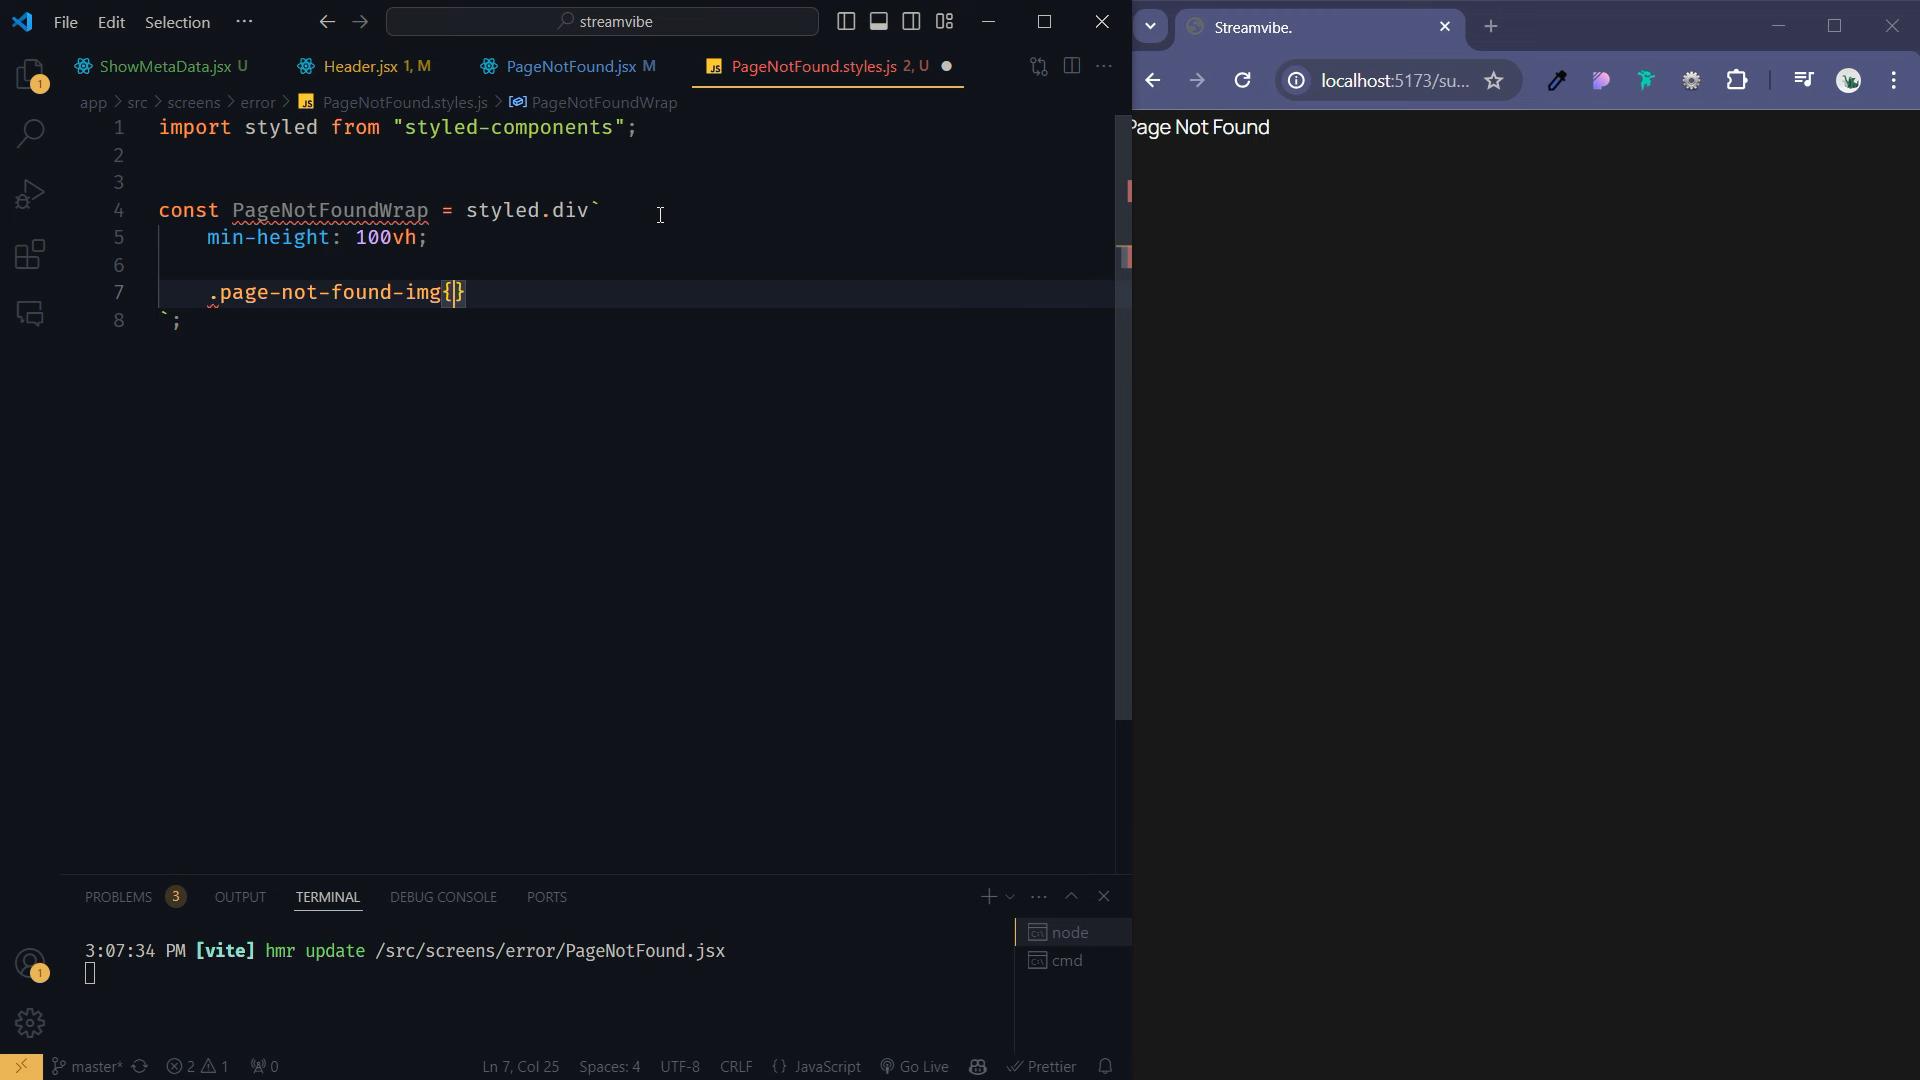 File Edit Selection ···
streamvibe
ShowMetaData.jsx U
Header.jsx 1, M
PageNotFound.jsx M
PageNotFound.styles.js 2, U
app > src > screens > error > JS PageNotFound.styles.js > PageNotFoundWrap
1 import styled from "styled-components";
2
3
4 const PageNotFoundWrap = styled.div`
5 min-height: 100vh;
6
7 .page-not-found-img{}
8 `;
PROBLEMS 3 OUTPUT TERMINAL DEBUG CONSOLE PORTS
3:07:34 PM [vite] hmr update /src/screens/error/PageNotFound.jsx
node
cmd
1
1
master* 2 1 0 Ln 7, Col 25 Spaces: 4 UTF-8 CRLF {} JavaScript Go Live Prettier
Streamvibe.
localhost:5173/su...
Page Not Found